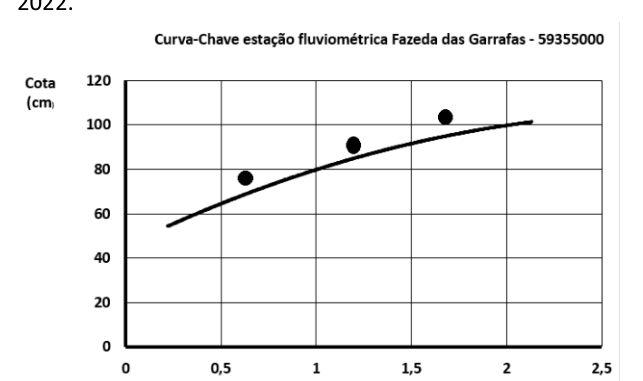 2022.
Curva-Chave estação fluviométrica Fazeda das Garrafas - 59355000
Cota
(cm)
120
100
80
60
40
20
0
0 0,5 1 1,5 2 2,5